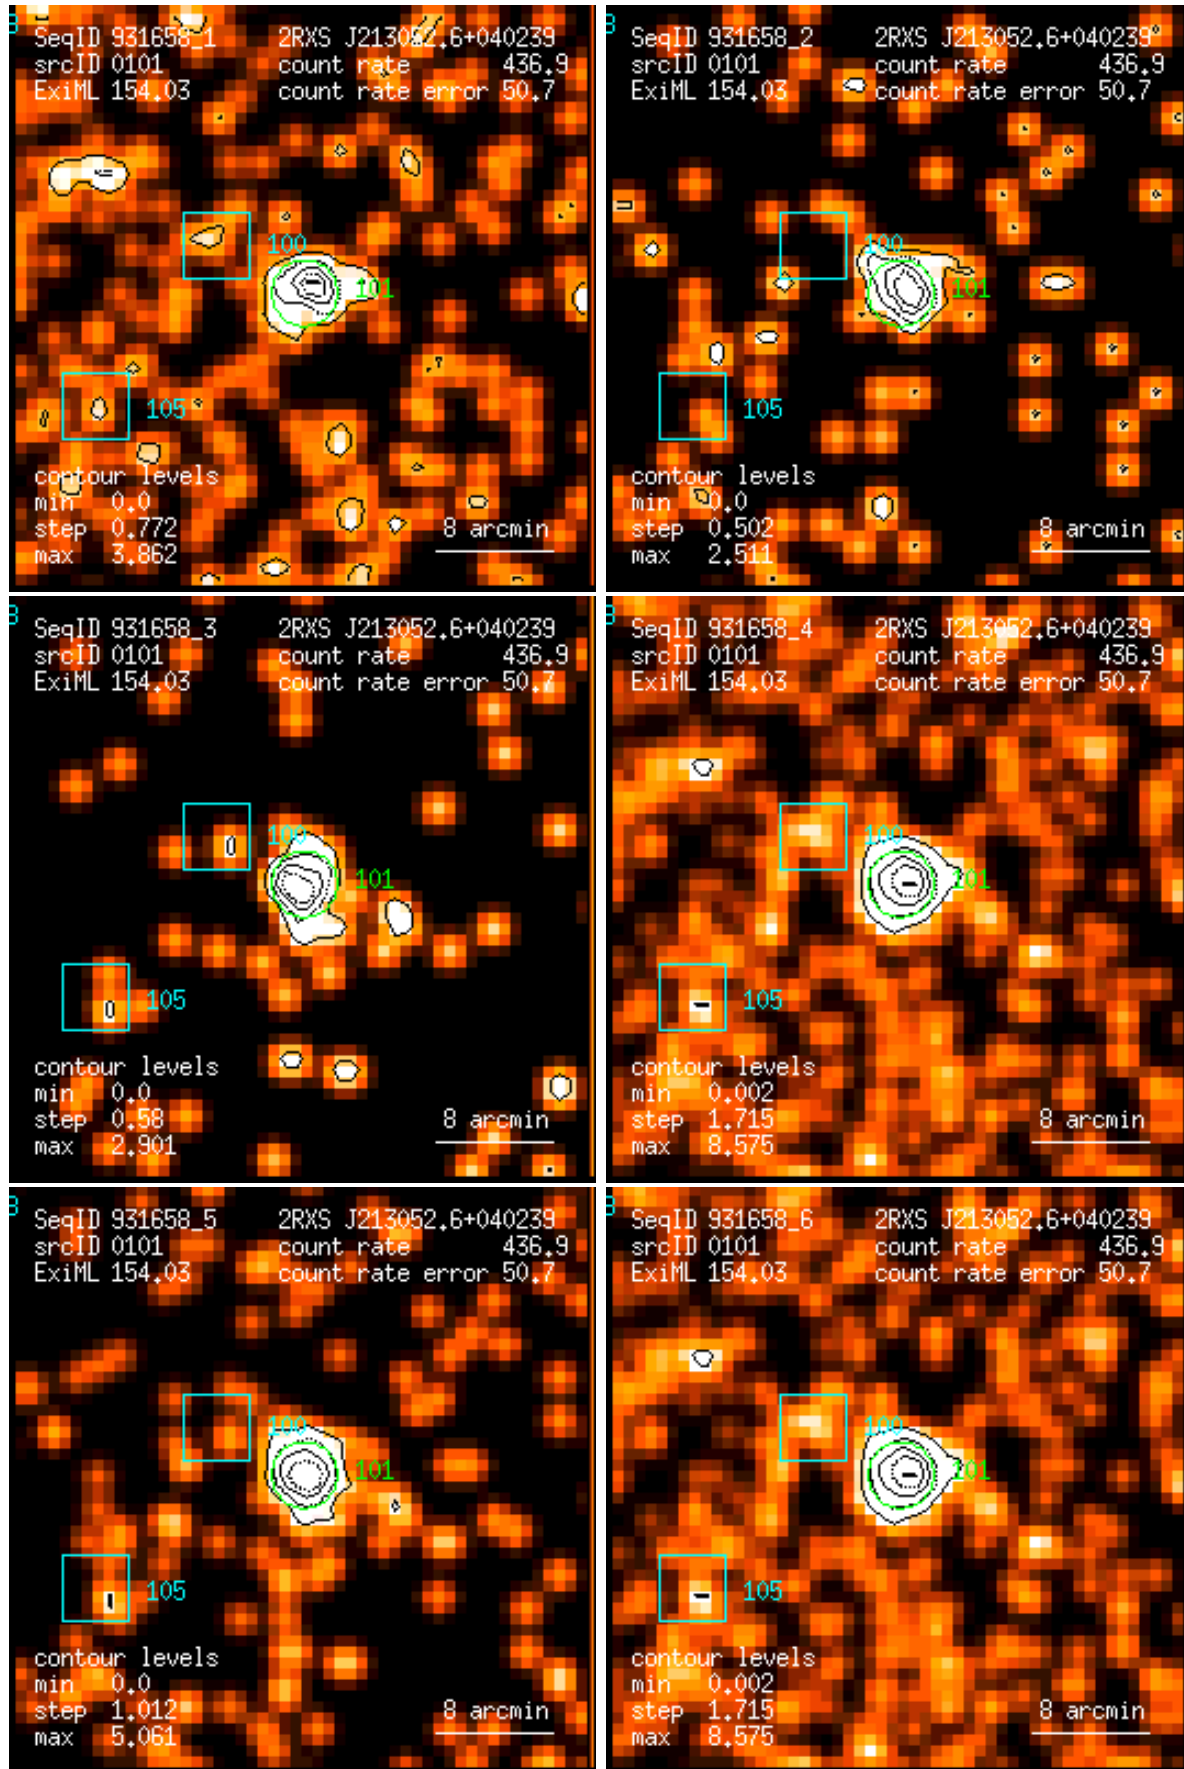 8 SeqID 931658_1 2RXS J213052.6+040239
srcID 0101 count rate 436.9
ExiML 154.03 count rate error 50.7
100
101
105
contour levels
min 0.0
step 0.772 8 arcmin
max 3.862
8 SeqID 931658_2 2RXS J213052.6+040239
srcID 0101 count rate 436.9
ExiML 154.03 count rate error 50.7
100
101
105
contour levels
min 0.0
step 0.502 8 arcmin
max 2.511
8 SeqID 931658_3 2RXS J213052.6+040239
srcID 0101 count rate 436.9
ExiML 154.03 count rate error 50.7
100
101
105
contour levels
min 0.0
step 0.58 8 arcmin
max 2.901
8 SeqID 931658_4 2RXS J213052.6+040239
srcID 0101 count rate 436.9
ExiML 154.03 count rate error 50.7
100
101
105
contour levels
min 0.002
step 1.715 8 arcmin
max 8.575
8 SeqID 931658_5 2RXS J213052.6+040239
srcID 0101 count rate 436.9
ExiML 154.03 count rate error 50.7
100
101
105
contour levels
min 0.0
step 1.012 8 arcmin
max 5.061
8 SeqID 931658_6 2RXS J213052.6+040239
srcID 0101 count rate 436.9
ExiML 154.03 count rate error 50.7
100
101
105
contour levels
min 0.002
step 1.715 8 arcmin
max 8.575